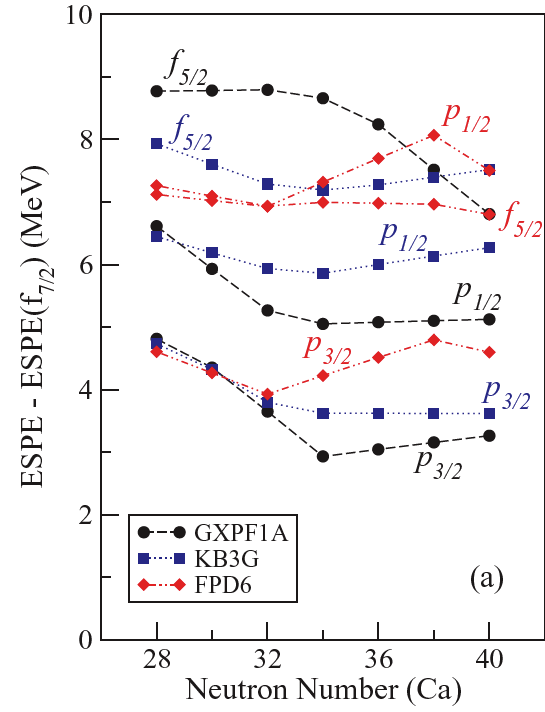 10
8
6
4
2
0
28
32
36
40
ESPE - ESPE(f7/2) (MeV)
Neutron Number (Ca)
f5/2
f5/2
p1/2
f5/2
p1/2
p1/2
p3/2
p3/2
p3/2
GXPF1A
KB3G
FPD6
(a)